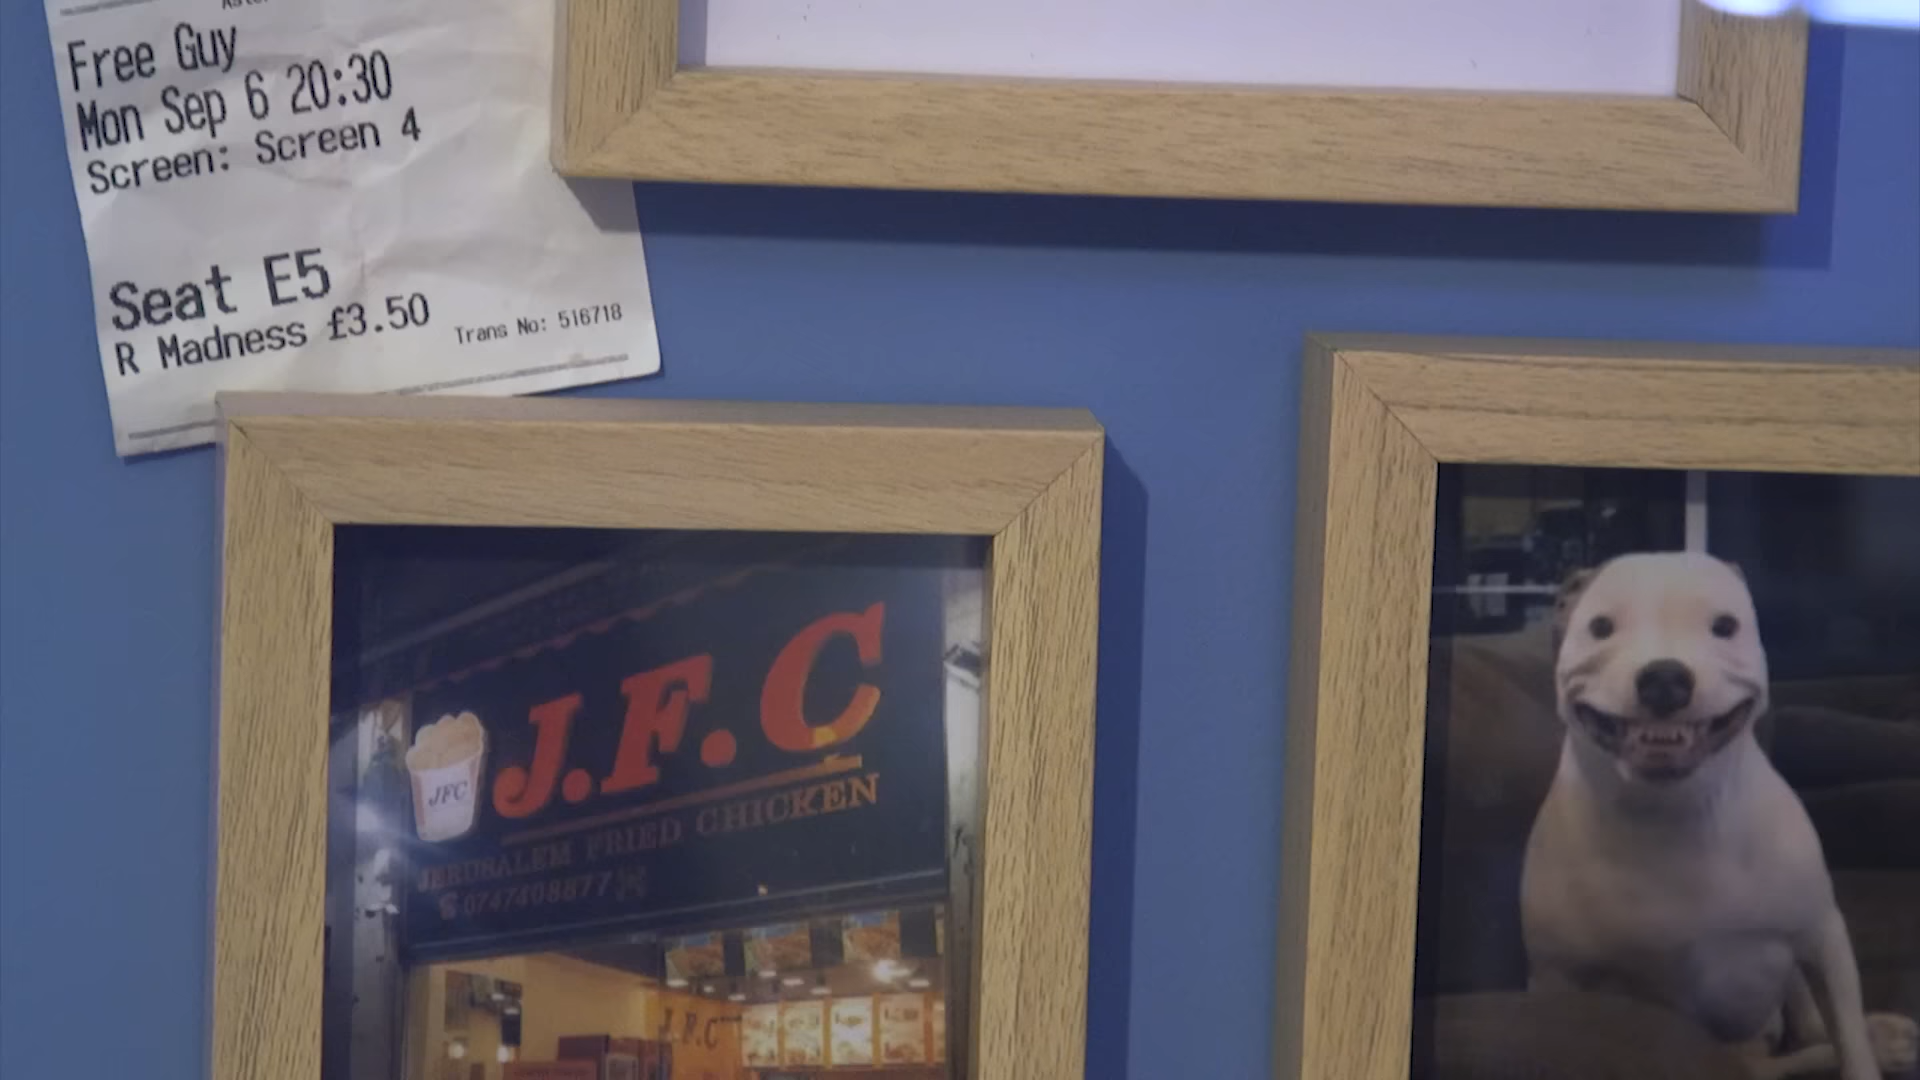 Free Guy
Mon Sep 6 20:30
Screen: Screen 4
Seat E5
R Madness £3.50
Trans No: 516718
J.F.C
JFC
JERUSALEM FRIED CHICKEN
J.F.C